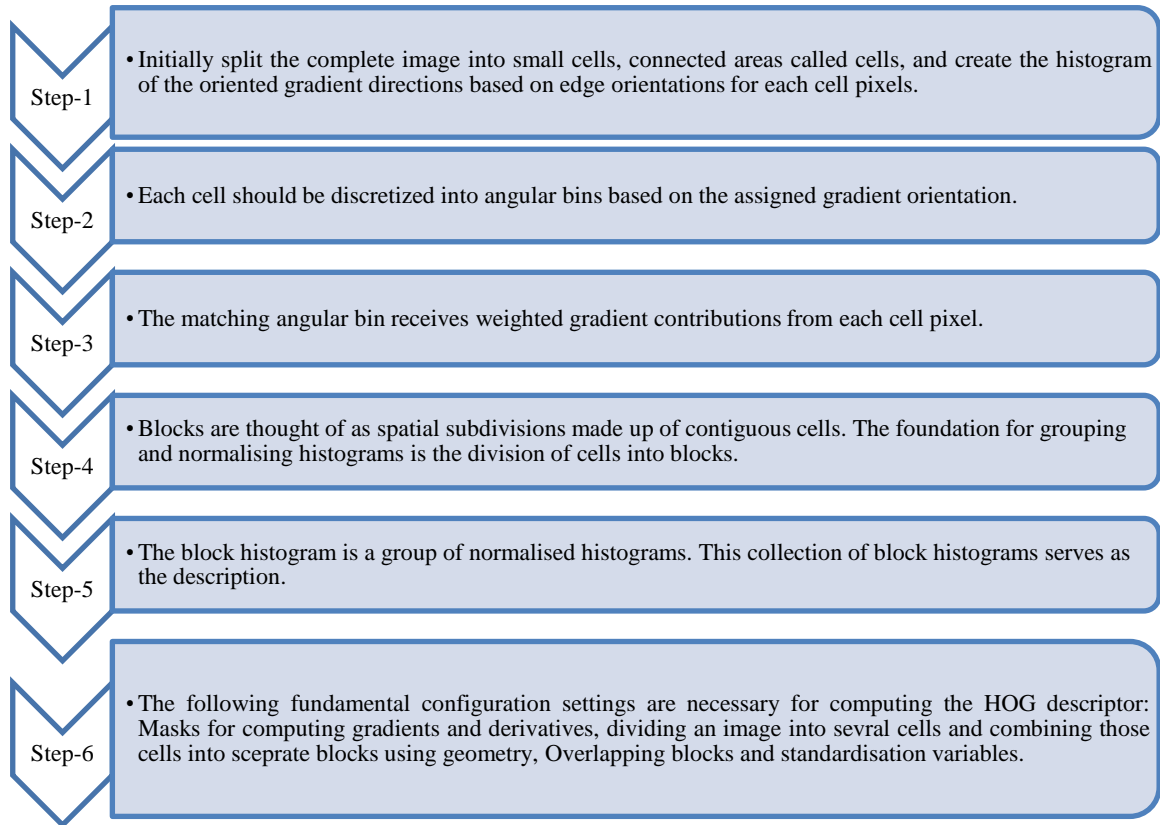 Step-1
• Initially split the complete image into small cells, connected areas called cells, and create the histogram
of the oriented gradient directions based on edge orientations for each cell pixels.
Step-2
• Each cell should be discretized into angular bins based on the assigned gradient orientation.
Step-3
• The matching angular bin receives weighted gradient contributions from each cell pixel.
Step-4
• Blocks are thought of as spatial subdivisions made up of contiguous cells. The foundation for grouping
and normalising histograms is the division of cells into blocks.
Step-5
• The block histogram is a group of normalised histograms. This collection of block histograms serves as
the description.
Step-6
• The following fundamental configuration settings are necessary for computing the HOG descriptor:
Masks for computing gradients and derivatives, dividing an image into sevral cells and combining those
cells into sceprate blocks using geometry, Overlapping blocks and standardisation variables.